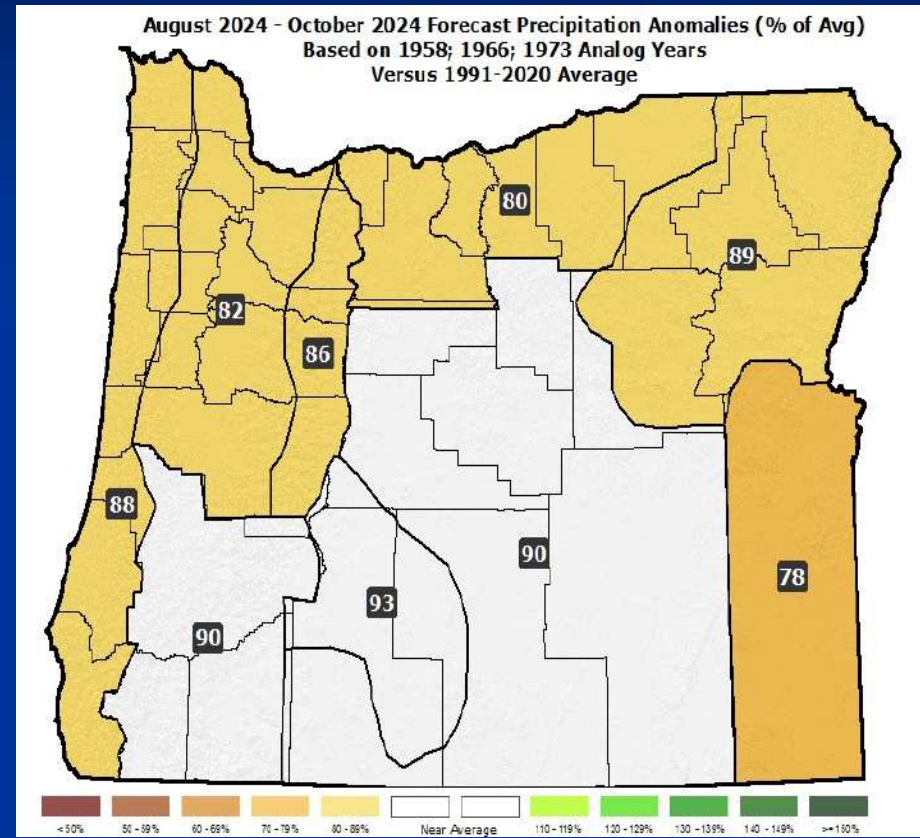 August 2024 - October 2024 Forecast Precipitation Anomalies (% of Avg)
Based on 1958; 1966; 1973 Analog Years
Versus 1991-2020 Average
80
89
82
86
88
90
78
93
90
<50% 50 - 59% 60 - 69% 70 - 79% 80 - 89% Near Average 110 - 119% 120 - 129% 130 - 139% 140 - 149% >=150%